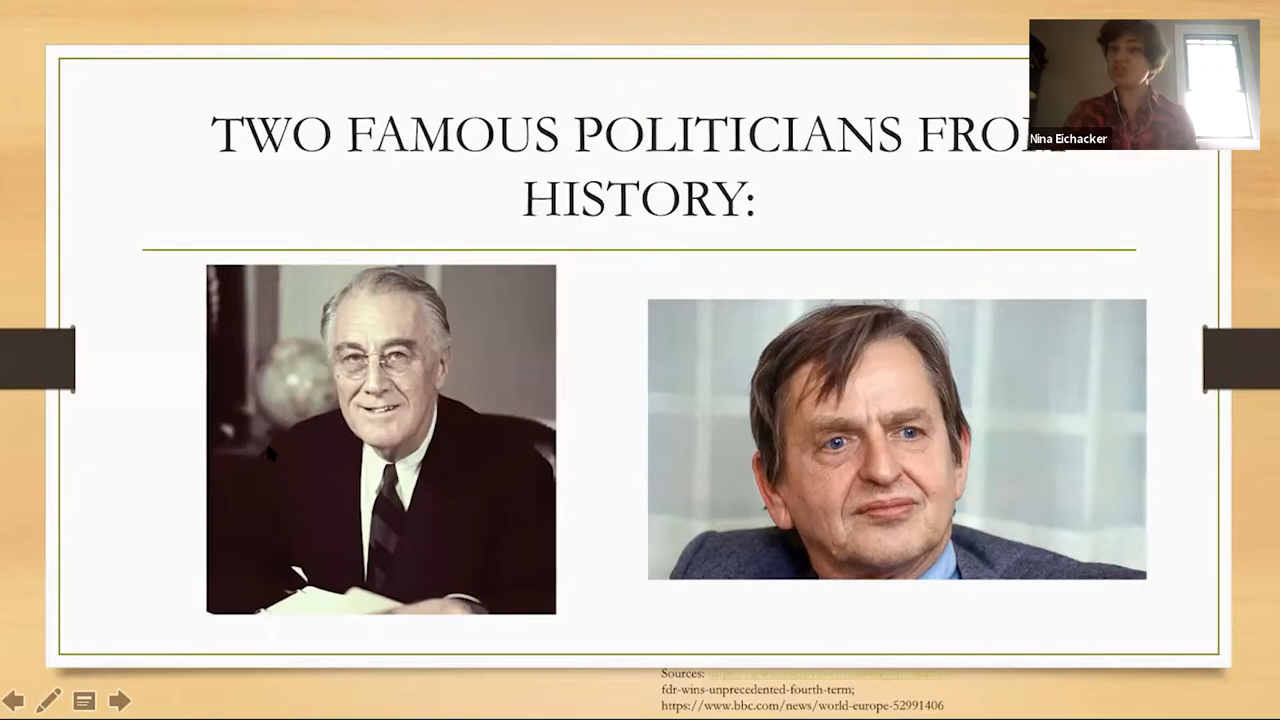 TWO FAMOUS POLITICIANS FROM
HISTORY:
Nina Eichacker
Sources:
fdr-wins-unprecedented-fourth-term;
https://www.bbc.com/news/world-europe-52991406